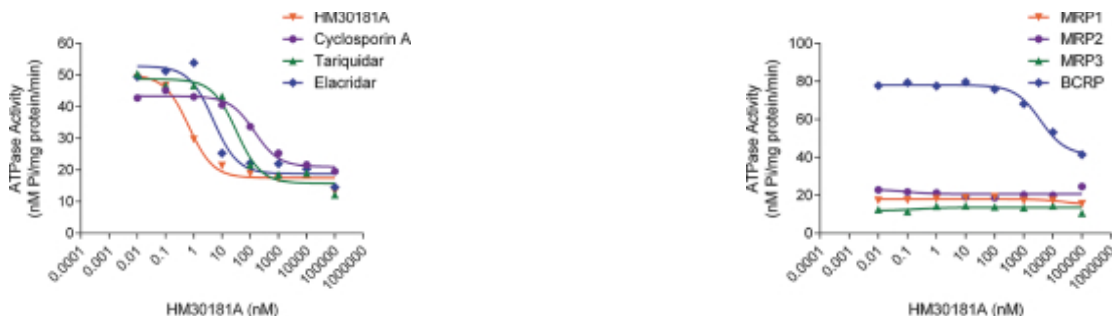 HM30181A
Cyclosporin A
Tariquidar
Elacridar
ATPase Activity
(nM Pi/mg protein/min)
60
50
40
30
20
10
0
0.0001
0.001
0.01
0.1
1
10
100
1000
10000
100000
1000000
HM30181A (nM)
MRP1
MRP2
MRP3
BCRP
ATPase Activity
(nM Pi/mg protein/min)
100
80
60
40
20
0
0.0001
0.001
0.01
0.1
1
10
100
1000
10000
100000
1000000
HM30181A (nM)